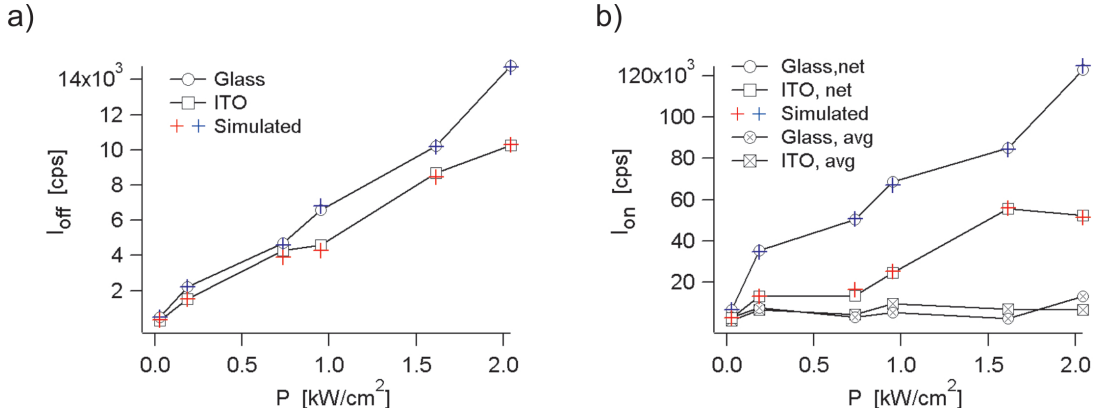 a)
I_off [cps]
14x10³
12
10
8
6
4
2
Glass
ITO
Simulated
0.0 0.5 1.0 1.5 2.0
P [kW/cm²]
b)
I_on [cps]
120x10³
100
80
60
40
20
Glass,net
ITO, net
Simulated
Glass, avg
ITO, avg
0.0 0.5 1.0 1.5 2.0
P [kW/cm²]